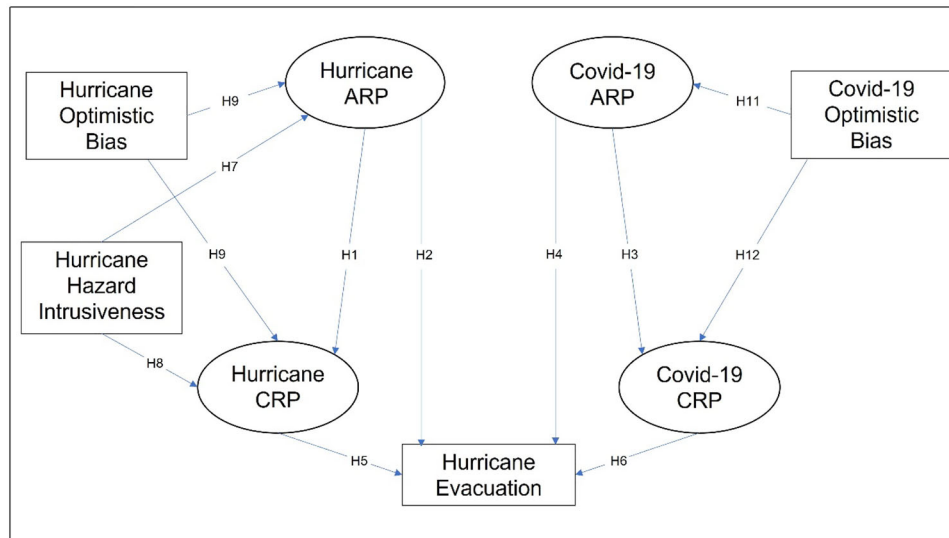 Hurricane
Optimistic
Bias
H9
Hurricane
ARP
Covid-19
ARP
H11
Covid-19
Optimistic
Bias
H7
Hurricane
Hazard
Intrusiveness
H9
H1
H2
H4
H3
H12
H8
Hurricane
CRP
Covid-19
CRP
H5
Hurricane
Evacuation
H6